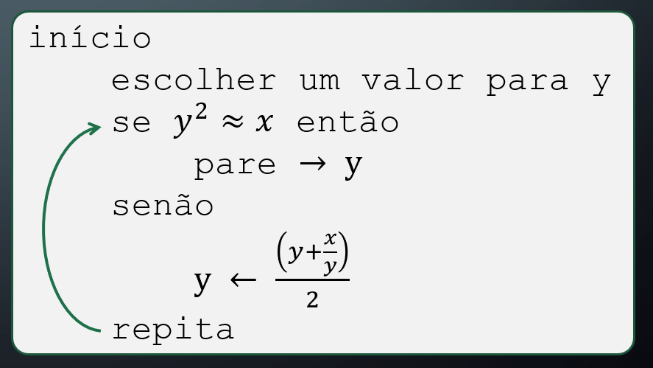 início
escolher um valor para y
se y² ≈ x então
pare → y
senão
y ← (y+x/y)/2
repita